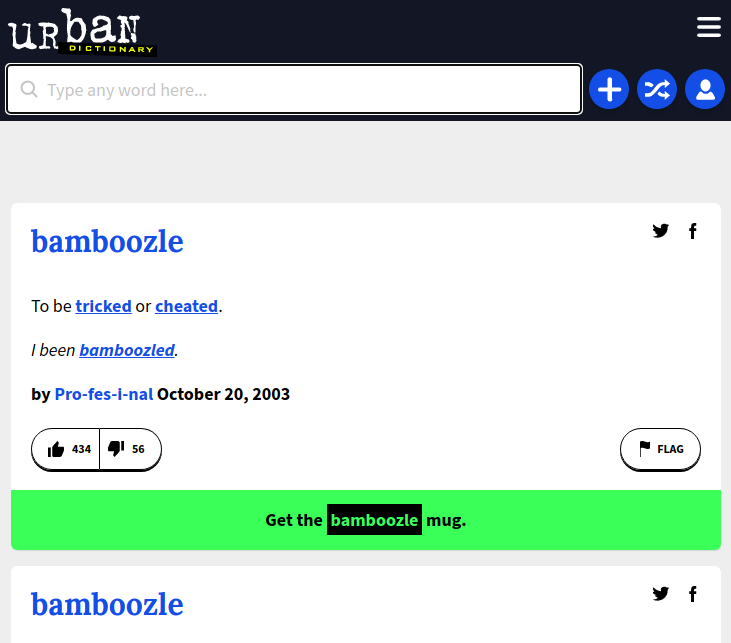 urban
DICTIONARY
Type any word here...
bamboozle
To be tricked or cheated.
I been bamboozled.
by Pro-fes-i-nal October 20, 2003
434 56 FLAG
Get the bamboozle mug.
bamboozle